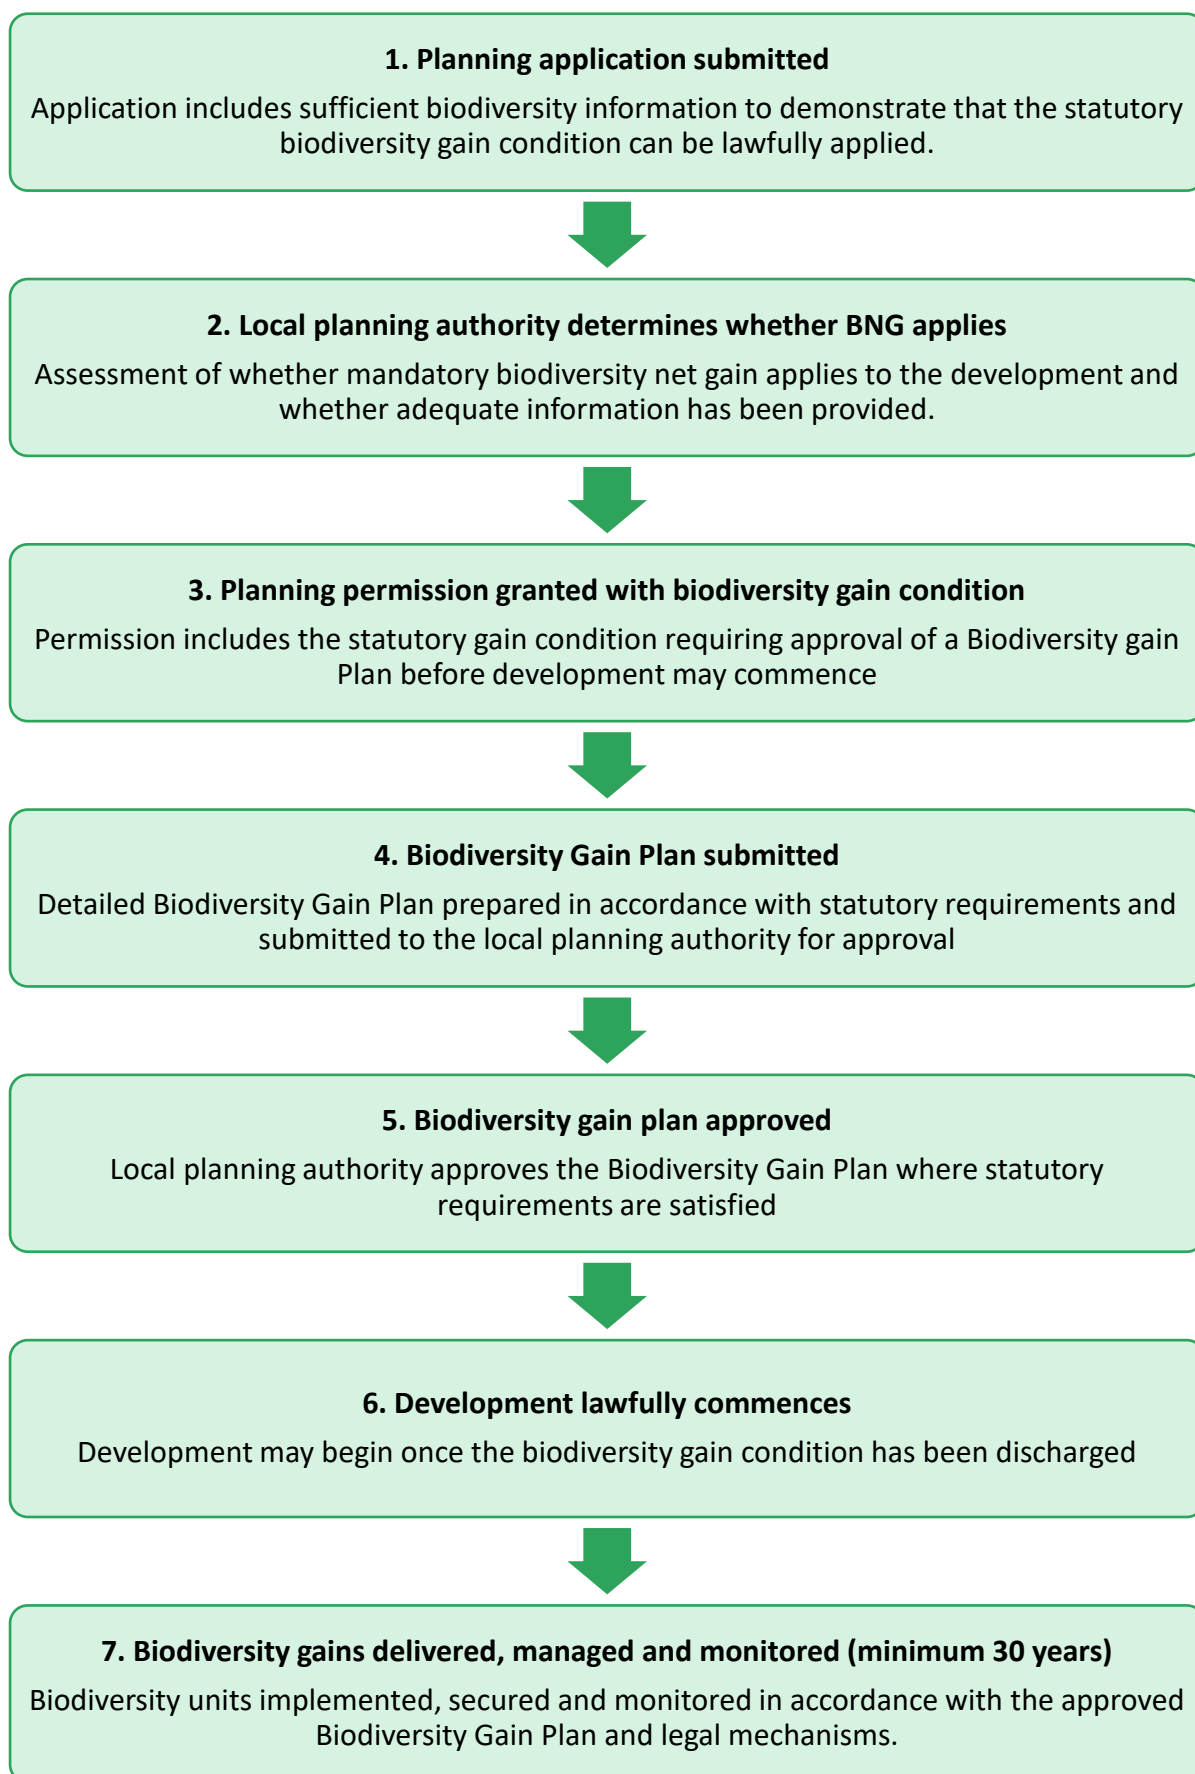 1. Planning application submitted
Application includes sufficient biodiversity information to demonstrate that the statutory
biodiversity gain condition can be lawfully applied.
2. Local planning authority determines whether BNG applies
Assessment of whether mandatory biodiversity net gain applies to the development and
whether adequate information has been provided.
3. Planning permission granted with biodiversity gain condition
Permission includes the statutory gain condition requiring approval of a Biodiversity gain
Plan before development may commence
4. Biodiversity Gain Plan submitted
Detailed Biodiversity Gain Plan prepared in accordance with statutory requirements and
submitted to the local planning authority for approval
5. Biodiversity gain plan approved
Local planning authority approves the Biodiversity Gain Plan where statutory
requirements are satisfied
6. Development lawfully commences
Development may begin once the biodiversity gain condition has been discharged
7. Biodiversity gains delivered, managed and monitored (minimum 30 years)
Biodiversity units implemented, secured and monitored in accordance with the approved
Biodiversity Gain Plan and legal mechanisms.